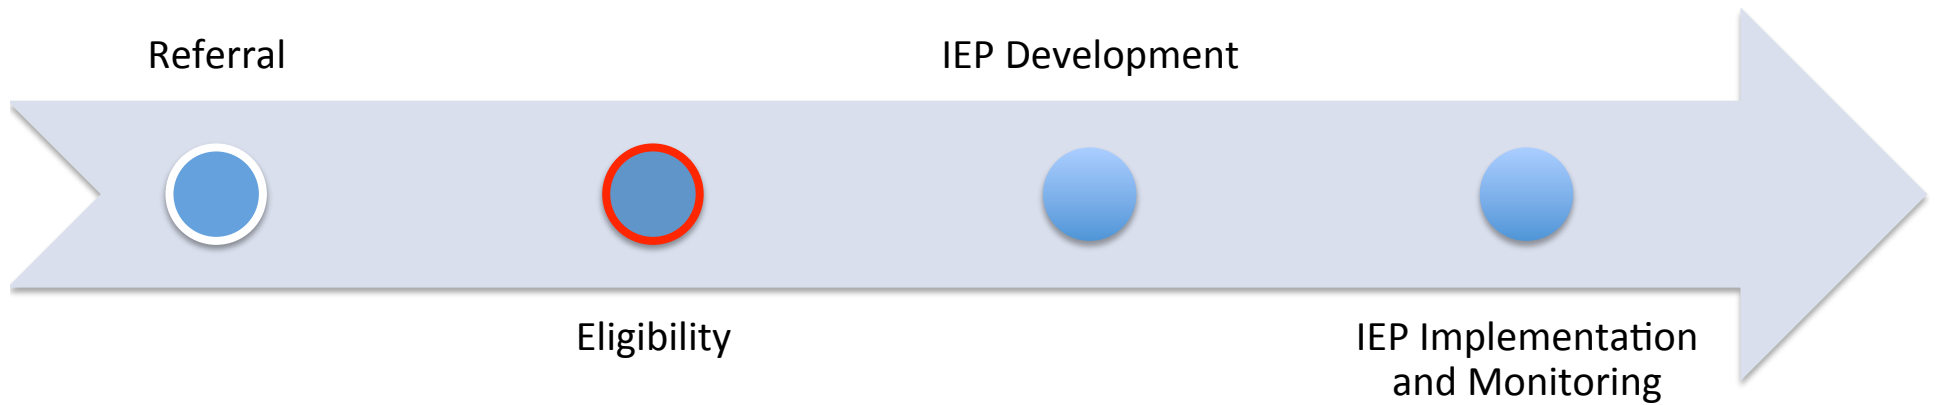 Referral
IEP Development
Eligibility
IEP Implementation
and Monitoring